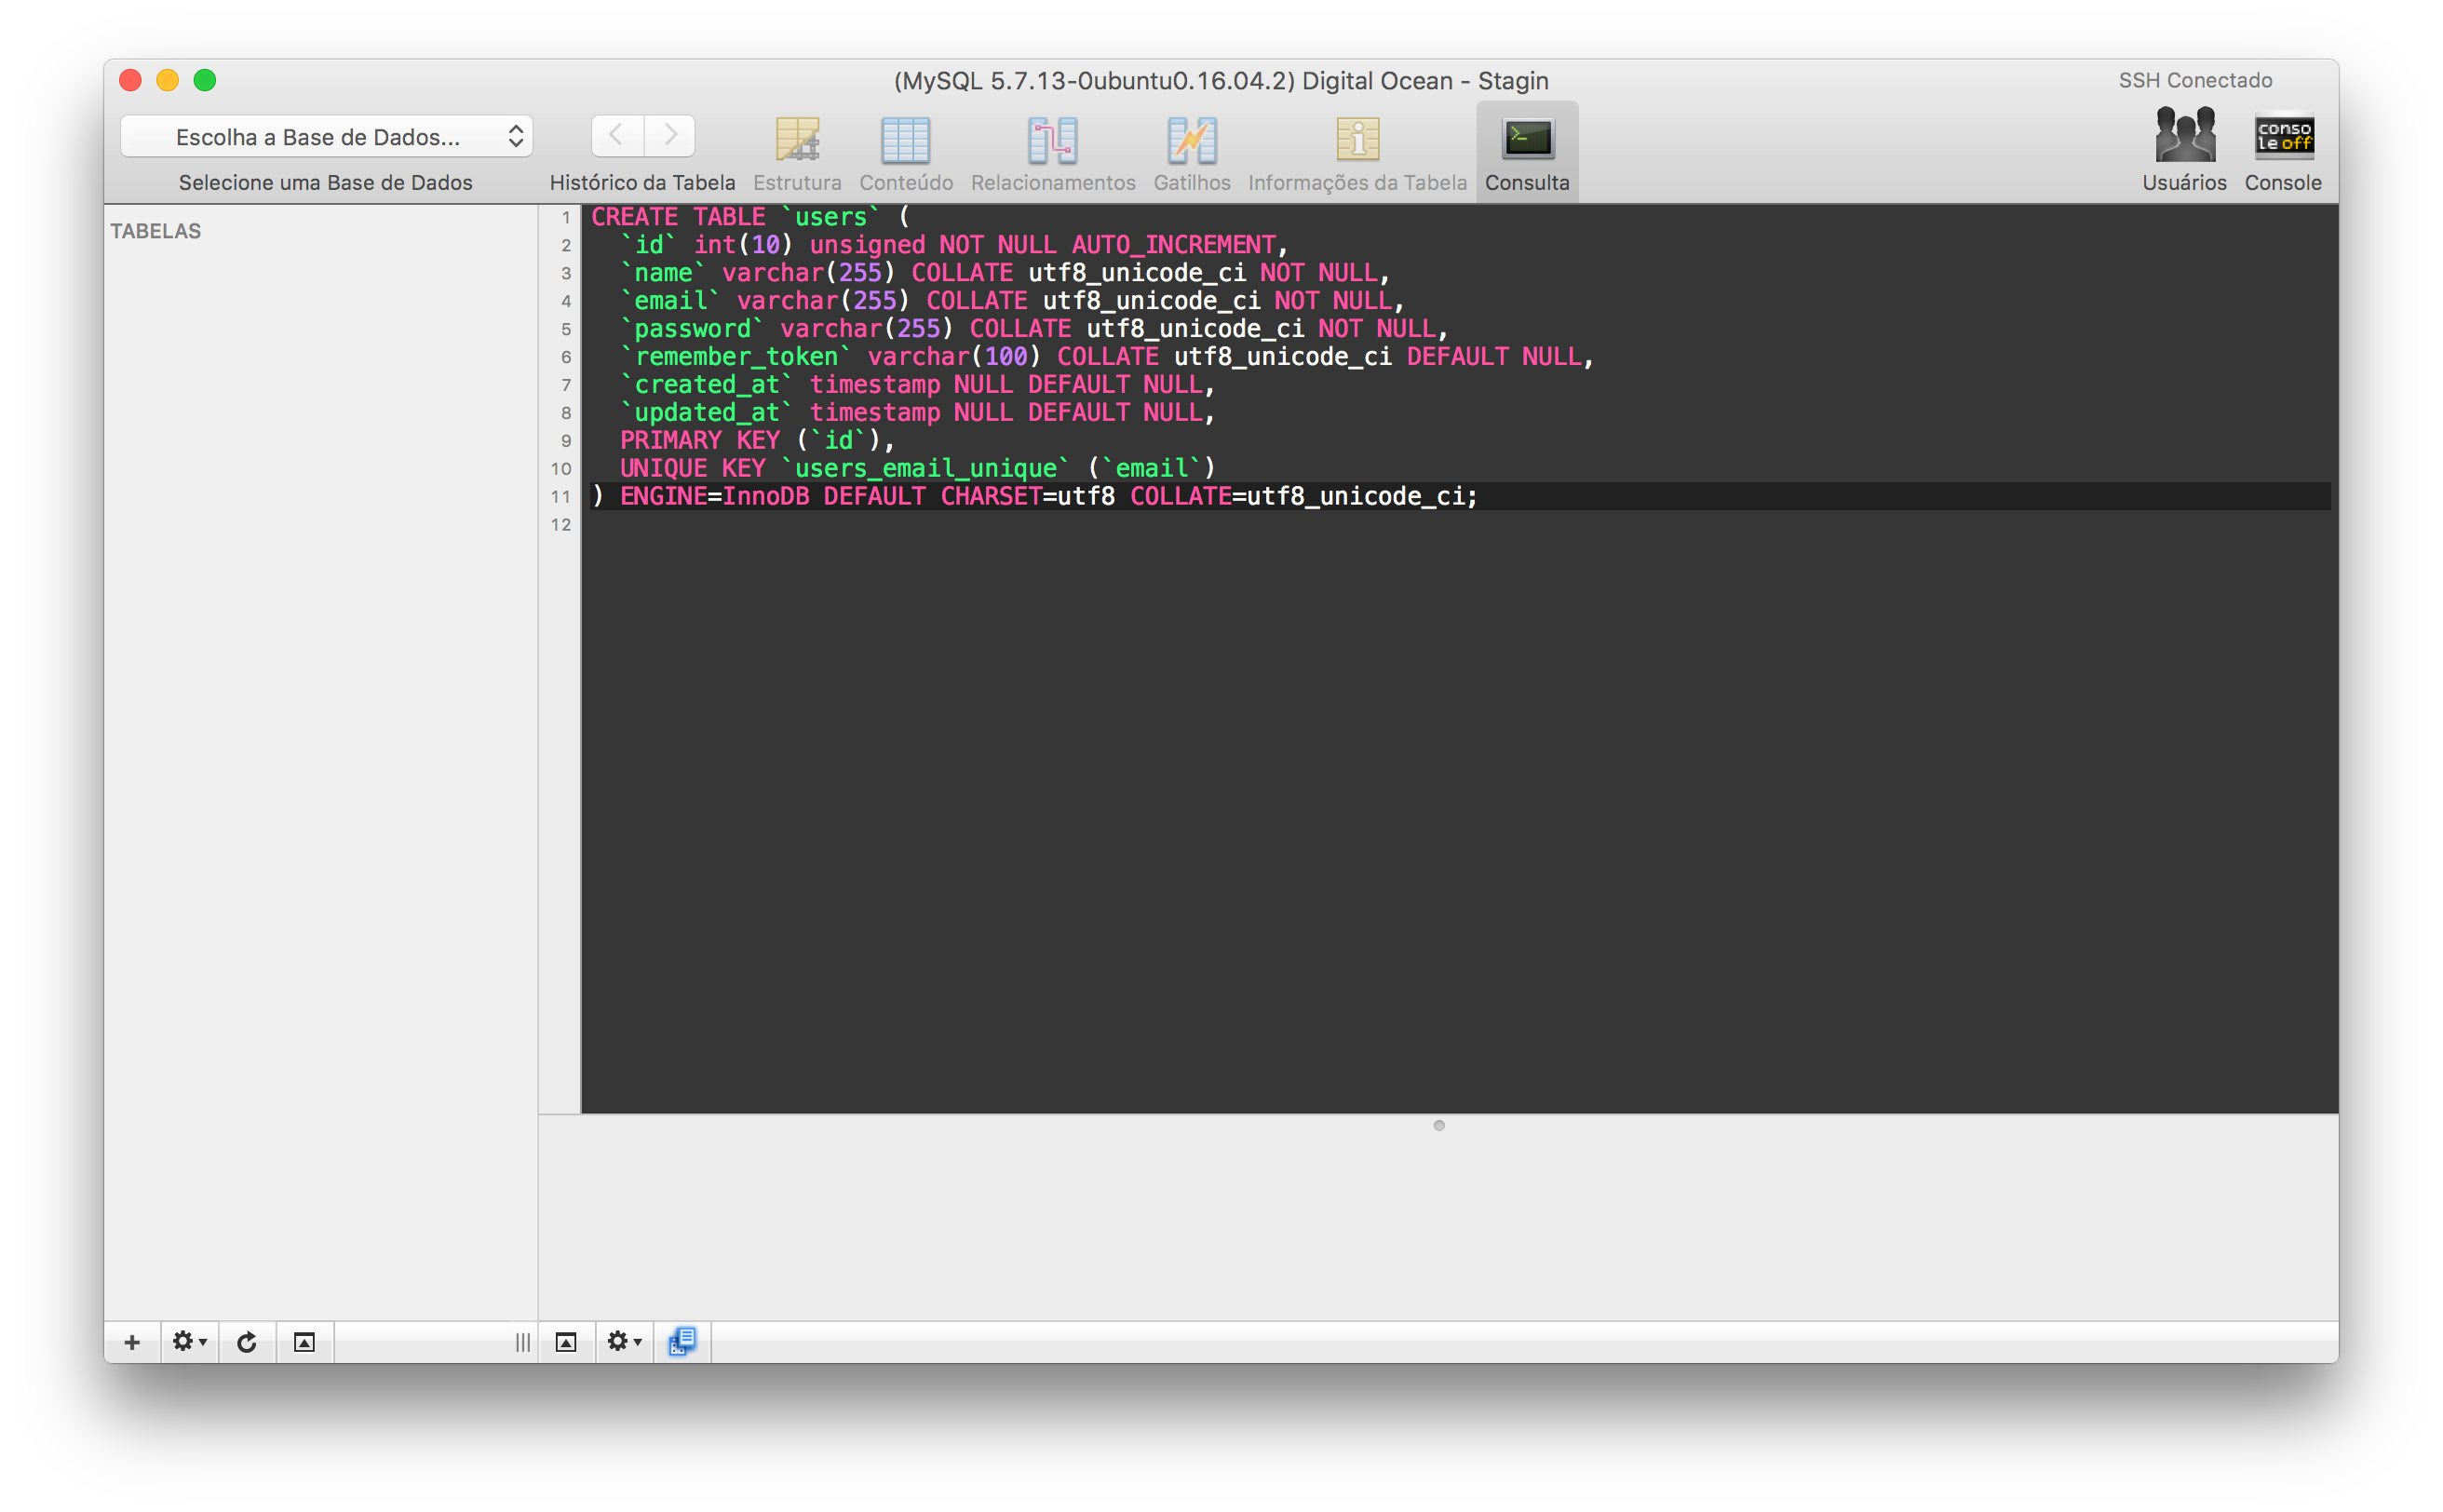 (MySQL 5.7.13-0ubuntu0.16.04.2) Digital Ocean - Stagin
SSH Conectado
Escolha a Base de Dados...
Selecione uma Base de Dados
Histórico da Tabela
Estrutura
Conteúdo
Relacionamentos
Gatilhos
Informações da Tabela
Consulta
Usuários
conso
le off
Console
TABELAS
1 CREATE TABLE `users` (
2 `id` int(10) unsigned NOT NULL AUTO_INCREMENT,
3 `name` varchar(255) COLLATE utf8_unicode_ci NOT NULL,
4 `email` varchar(255) COLLATE utf8_unicode_ci NOT NULL,
5 `password` varchar(255) COLLATE utf8_unicode_ci NOT NULL,
6 `remember_token` varchar(100) COLLATE utf8_unicode_ci DEFAULT NULL,
7 `created_at` timestamp NULL DEFAULT NULL,
8 `updated_at` timestamp NULL DEFAULT NULL,
9 PRIMARY KEY (`id`),
10 UNIQUE KEY `users_email_unique` (`email`)
11 ) ENGINE=InnoDB DEFAULT CHARSET=utf8 COLLATE=utf8_unicode_ci;
12